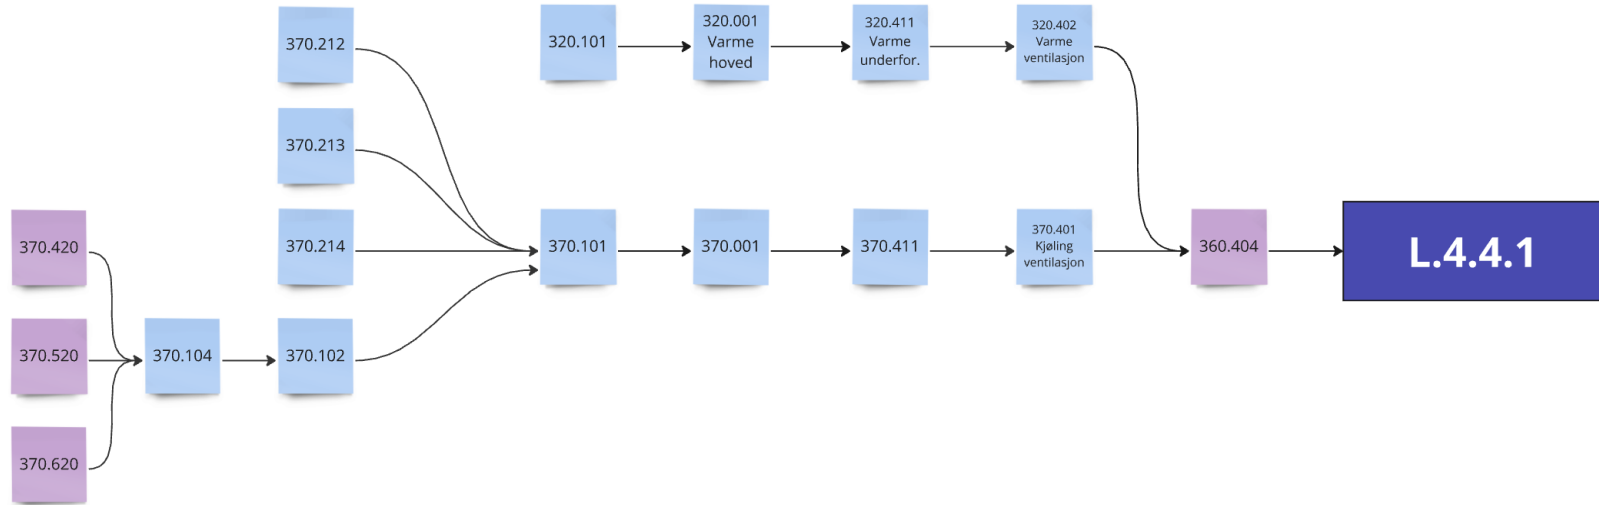 370.212
320.101
320.001
Varme
hoved
320.411
Varme
underfor.
320.402
Varme
ventilasjon
370.213
370.420
370.214
370.101
370.001
370.411
370.401
Kjøling
ventilasjon
360.404
L.4.4.1
370.520
370.104
370.102
370.620